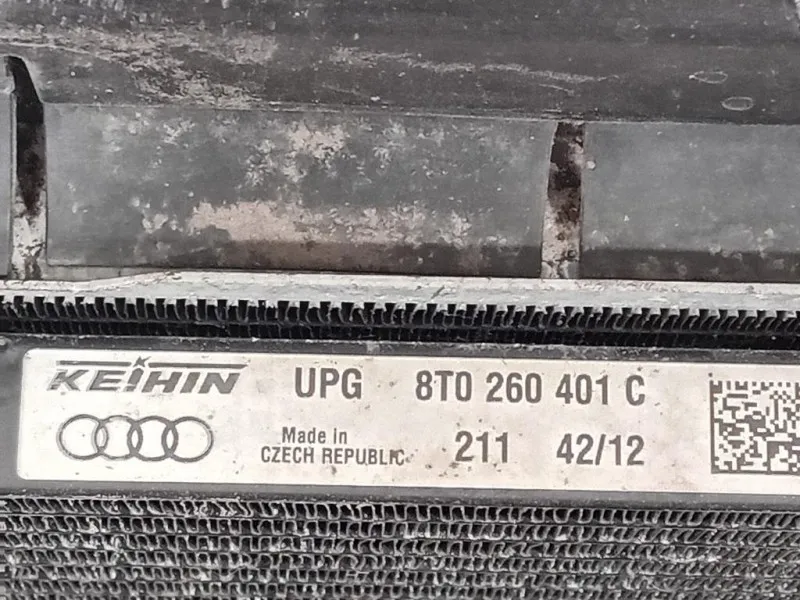 KEIHIN UPG 8T0 260 401 C
Made in
CZECH REPUBLIC 211 42/12